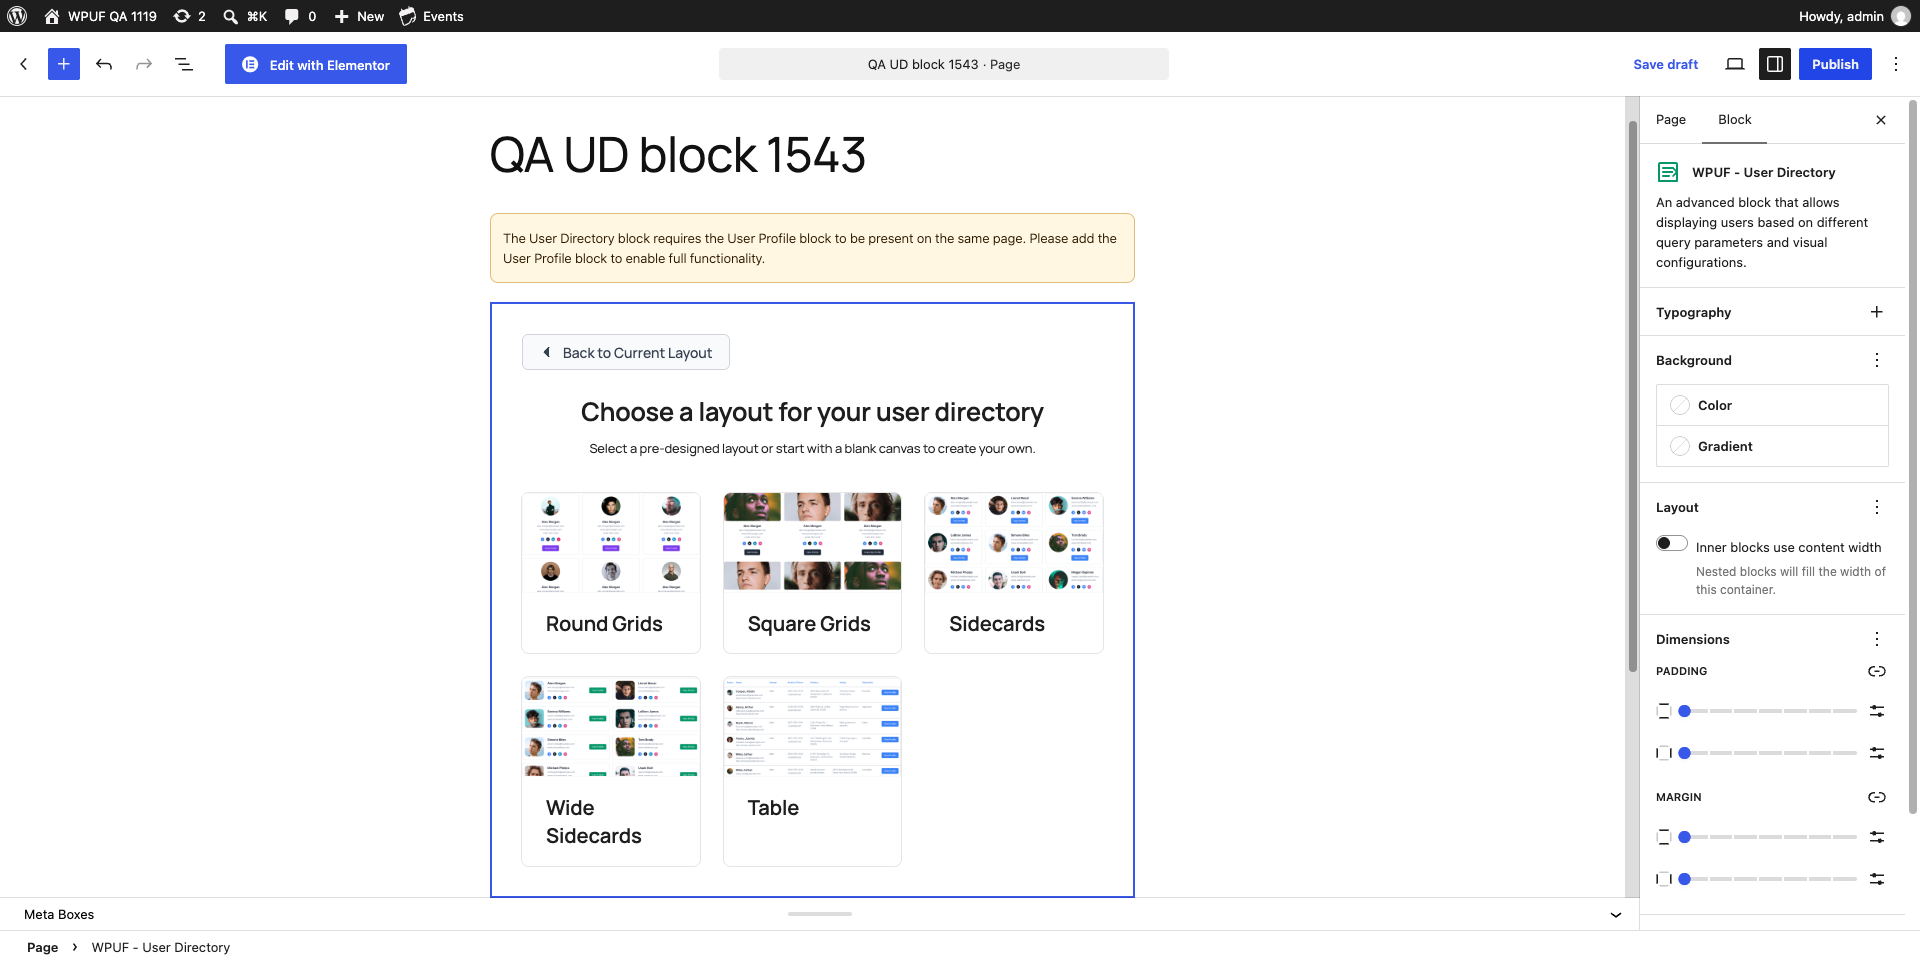 WPUF QA 1119
2
⌘K
0
New
Events
Howdy, admin
Edit with Elementor
QA UD block 1543 · Page
Save draft
Publish
QA UD block 1543
The User Directory block requires the User Profile block to be present on the same page. Please add the
User Profile block to enable full functionality.
Back to Current Layout
Choose a layout for your user directory
Select a pre-designed layout or start with a blank canvas to create your own.
Round Grids
Square Grids
Sidecards
Wide
Sidecards
Table
Page
Block
WPUF - User Directory
An advanced block that allows
displaying users based on different
query parameters and visual
configurations.
Typography
Background
Color
Gradient
Layout
Inner blocks use content width
Nested blocks will fill the width of
this container.
Dimensions
PADDING
MARGIN
Meta Boxes
Page › WPUF - User Directory